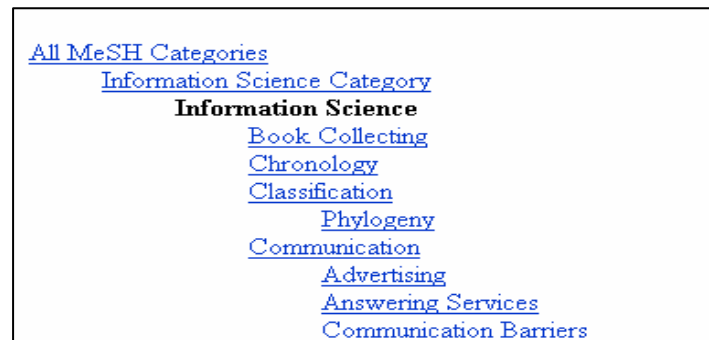 All MeSH Categories
Information Science Category
Information Science
Book Collecting
Chronology
Classification
Phylogeny
Communication
Advertising
Answering Services
Communication Barriers